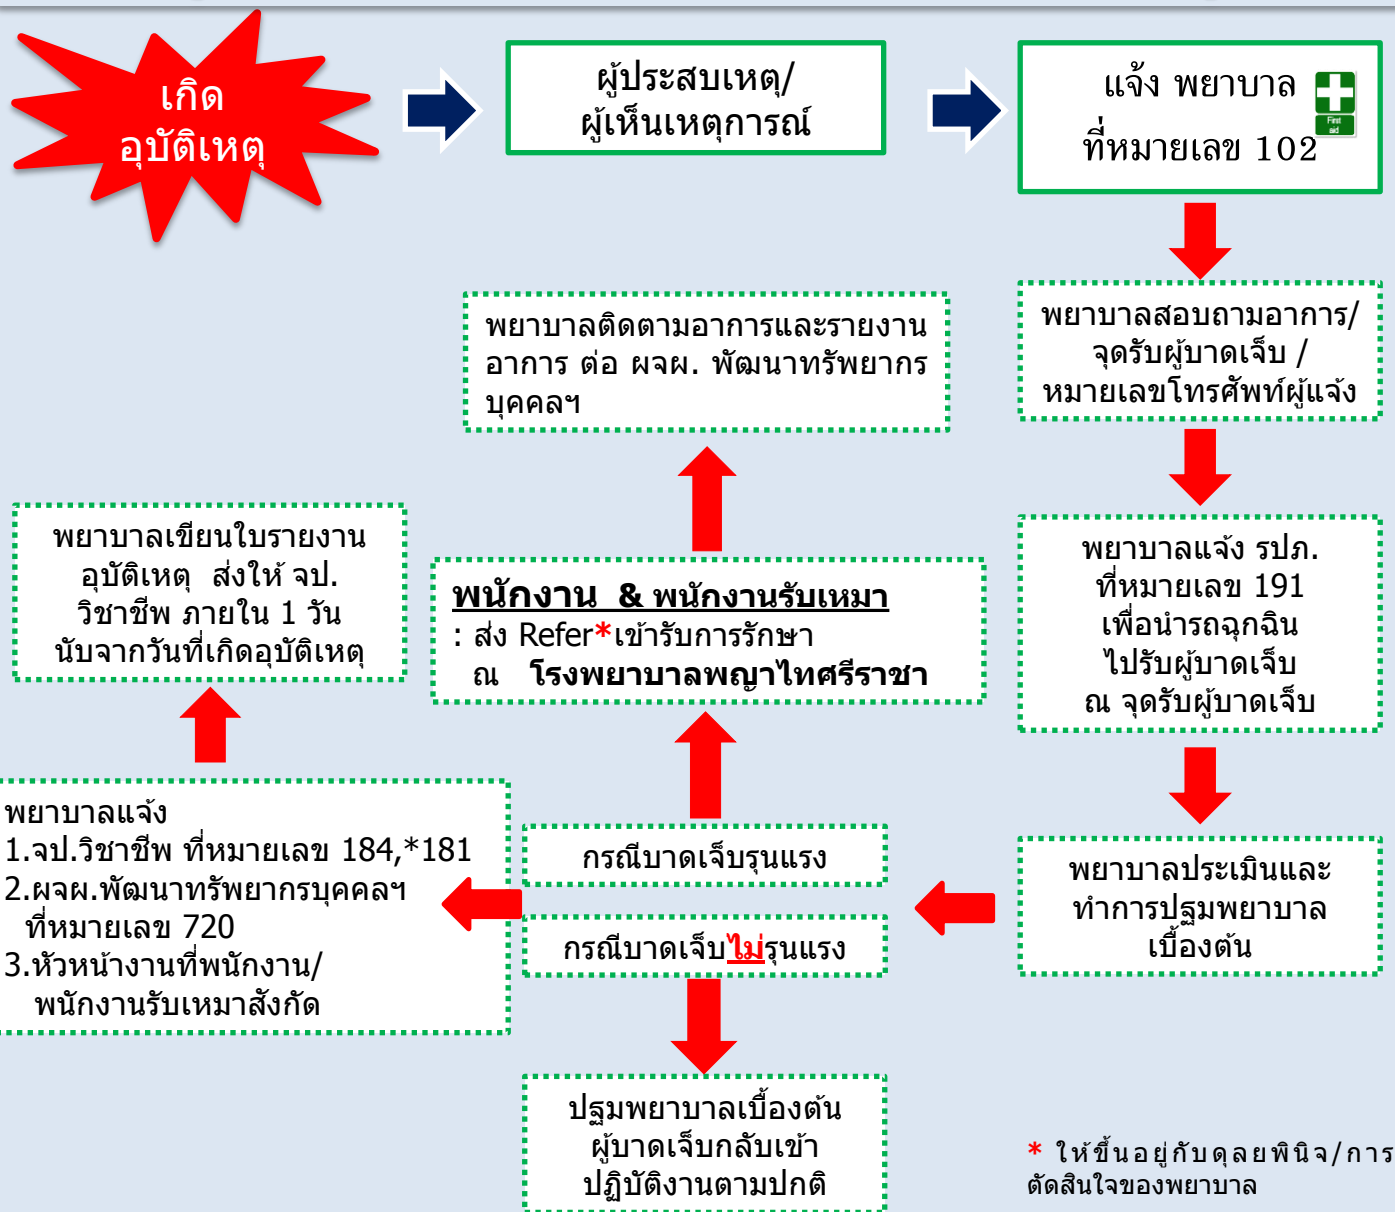 เกิด
อุบัติเหตุ
ผู้ประสบเหตุ/
ผู้เห็นเหตุการณ์
แจ้ง พยาบาล
ที่หมายเลข 102
First
aid
พยาบาลสอบถามอาการ/
จุดรับผู้บาดเจ็บ /
หมายเลขโทรศัพท์ผู้แจ้ง
พยาบาลติดตามอาการและรายงาน
อาการ ต่อ ผจผ. พัฒนาทรัพยากร
บุคคลฯ
พยาบาลแจ้ง รปภ.
ที่หมายเลข 191
เพื่อนำรถฉุกฉิน
ไปรับผู้บาดเจ็บ
ณ จุดรับผู้บาดเจ็บ
พยาบาลเขียนใบรายงาน
อุบัติเหตุ ส่งให้ จป.
วิชาชีพ ภายใน 1 วัน
นับจากวันที่เกิดอุบัติเหตุ
พนักงาน & พนักงานรับเหมา
: ส่ง Refer*เข้ารับการรักษา
ณ โรงพยาบาลพญาไทศรีราชา
พยาบาลแจ้ง
1.จป.วิชาชีพ ที่หมายเลข 184,*181
2.ผจผ.พัฒนาทรัพยากรบุคคลฯ
ที่หมายเลข 720
3.หัวหน้างานที่พนักงาน/
พนักงานรับเหมาสังกัด
กรณีบาดเจ็บรุนแรง
กรณีบาดเจ็บไม่รุนแรง
พยาบาลประเมินและ
ทำการปฐมพยาบาล
เบื้องต้น
ปฐมพยาบาลเบื้องต้น
ผู้บาดเจ็บกลับเข้า
ปฏิบัติงานตามปกติ
* ให้ขึ้นอยู่กับดุลยพินิจ/การ
ตัดสินใจของพยาบาล